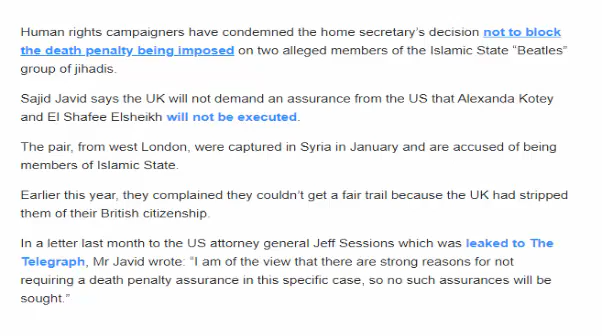 Human rights campaigners have condemned the home secretary's decision not to block
the death penalty being imposed on two alleged members of the Islamic State "Beatles"
group of jihadis.
Sajid Javid says the UK will not demand an assurance from the US that Alexanda Kotey
and El Shafee Elsheikh will not be executed.
The pair, from west London, were captured in Syria in January and are accused of being
members of Islamic State.
Earlier this year, they complained they couldn't get a fair trail because the UK had stripped
them of their British citizenship.
In a letter last month to the US attorney general Jeff Sessions which was leaked to The
Telegraph, Mr Javid wrote: "I am of the view that there are strong reasons for not
requiring a death penalty assurance in this specific case, so no such assurances will be
sought."